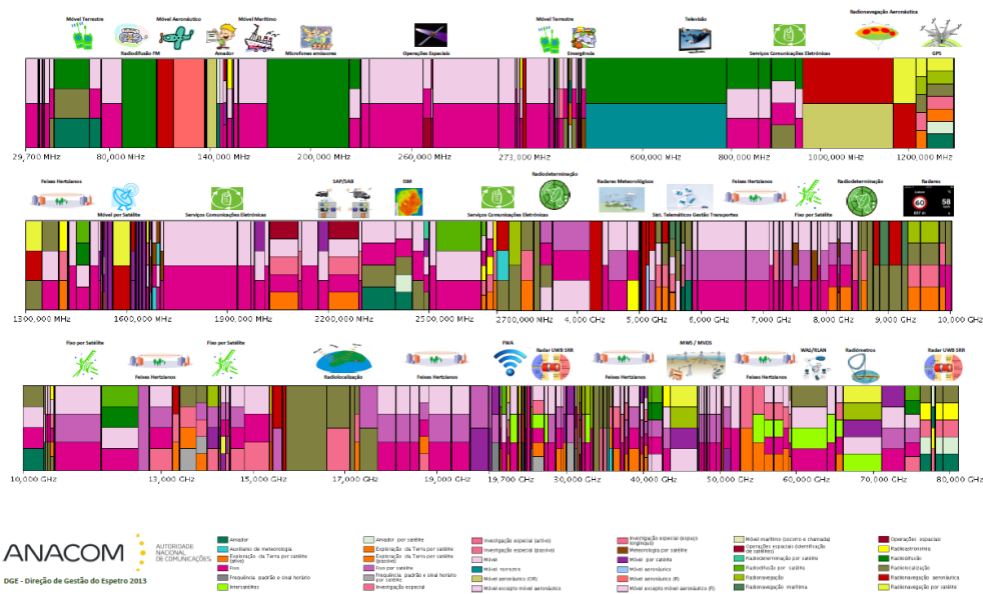 Móvel Terrestre
Móvel Aeronáutico
Móvel Marítimo
Móvel Terrestre
Televisão
Radionavegação Aeronáutica
Radiodifusão FM
Amador
Microfones emissores
Operações Espaciais
Emergência
Serviços Comunicações Eletrónicas
GPS
29,700 MHz
80,000 MHz
140,000 MHz
200,000 MHz
260,000 MHz
273,000 MHz
600,000 MHz
800,000 MHz
1000,000 MHz
1200,000 MHz
Feixes Hertzianos
SAP/SAB
ISM
Radiodeterminação
Radares Meteorológicos
Feixes Hertzianos
Radiodeterminação
Radares
60
58
Móvel por Satélite
Serviços Comunicações Eletrónicas
Serviços Comunicações Eletrónicas
Sist. Telemáticos Gestão Transportes
Fixo por Satélite
1300,000 MHz
1600,000 MHz
1900,000 MHz
2200,000 MHz
2500,000 MHz
2700,000 MHz
4,000 GHz
5,000 GHz
6,000 GHz
7,000 GHz
8,000 GHz
9,000 GHz
10,000 GHz
Fixo por Satélite
Fixo por Satélite
FWA
Radar UWB SRR
MWS / MVDS
WAS/RLAN
Radiómetros
Radar UWB SRR
Feixes Hertzianos
Radiolocalização
Feixes Hertzianos
Feixes Hertzianos
Feixes Hertzianos
10,000 GHz
13,000 GHz
15,000 GHz
17,000 GHz
19,000 GHz
19,700 GHz
30,000 GHz
40,000 GHz
50,000 GHz
60,000 GHz
70,000 GHz
80,000 GHz
ANACOM
AUTORIDADE
NACIONAL
DE COMUNICAÇÕES
DGE - Direção de Gestão do Espetro 2013
Amador
Auxiliares de meteorologia
Exploração da Terra por satélite (ativo)
Fixo
Frequência padrão e sinal horário
Intersatélites
Amador por satélite
Exploração da Terra por satélite
Exploração da Terra por satélite (passivo)
Fixo por satélite
Frequência padrão e sinal horário por satélite
Investigação espacial
Investigação espacial (activo)
Investigação espacial (passivo)
Móvel
Móvel terrestre
Móvel aeronáutico (OR)
Móvel excepto móvel aeronáutico
Investigação espacial (espaço longínquo)
Meteorologia por satélite
Móvel por satélite
Móvel aeronáutico
Móvel aeronáutico (R)
Móvel excepto móvel aeronáutico (R)
Móvel marítimo (socorro e chamada)
Operações espaciais (identificação de satélites)
Radiodeterminação por satélite
Radiodifusão por satélite
Radionavegação
Radionavegação marítima
Operações espaciais
Radioastronomia
Radiodifusão
Radiolocalização
Radionavegação aeronáutica
Radionavegação por satélite